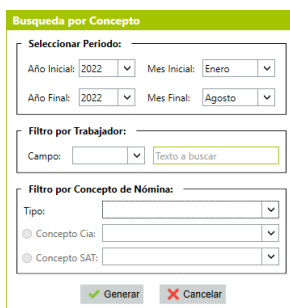 Busqueda por Concepto
Seleccionar Periodo:
Año Inicial: 2022 Mes Inicial: Enero
Año Final: 2022 Mes Final: Agosto
Filtro por Trabajador:
Campo: Texto a buscar
Filtro por Concepto de Nómina:
Tipo:
Concepto Cia:
Concepto SAT:
Generar Cancelar